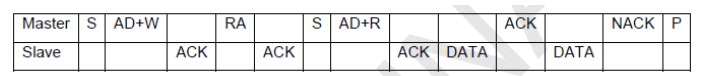 Master S AD+W RA S AD+R ACK NACK P
Slave ACK ACK ACK DATA DATA